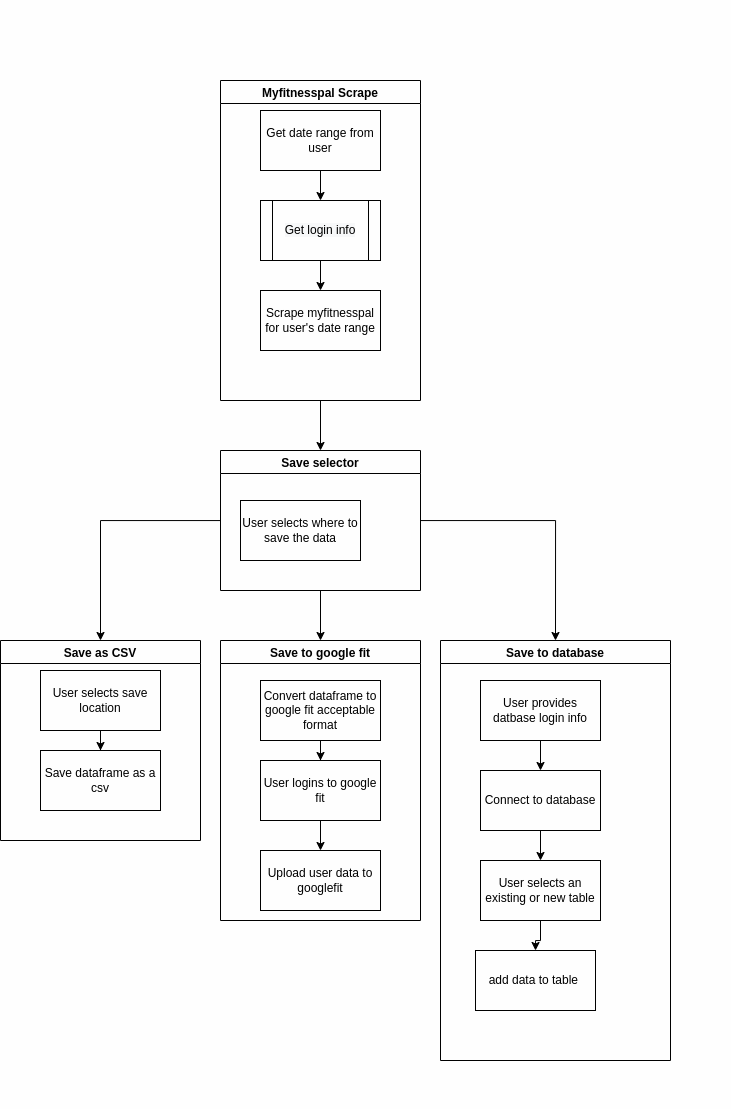 Myfitnesspal Scrape
Get date range from
user
Get login info
Scrape myfitnesspal
for user's date range
Save selector
User selects where to
save the data
Save as CSV
User selects save
location
Save dataframe as a
csv
Save to google fit
Convert dataframe to
google fit acceptable
format
User logins to google
fit
Upload user data to
googlefit
Save to database
User provides
datbase login info
Connect to database
User selects an
existing or new table
add data to table